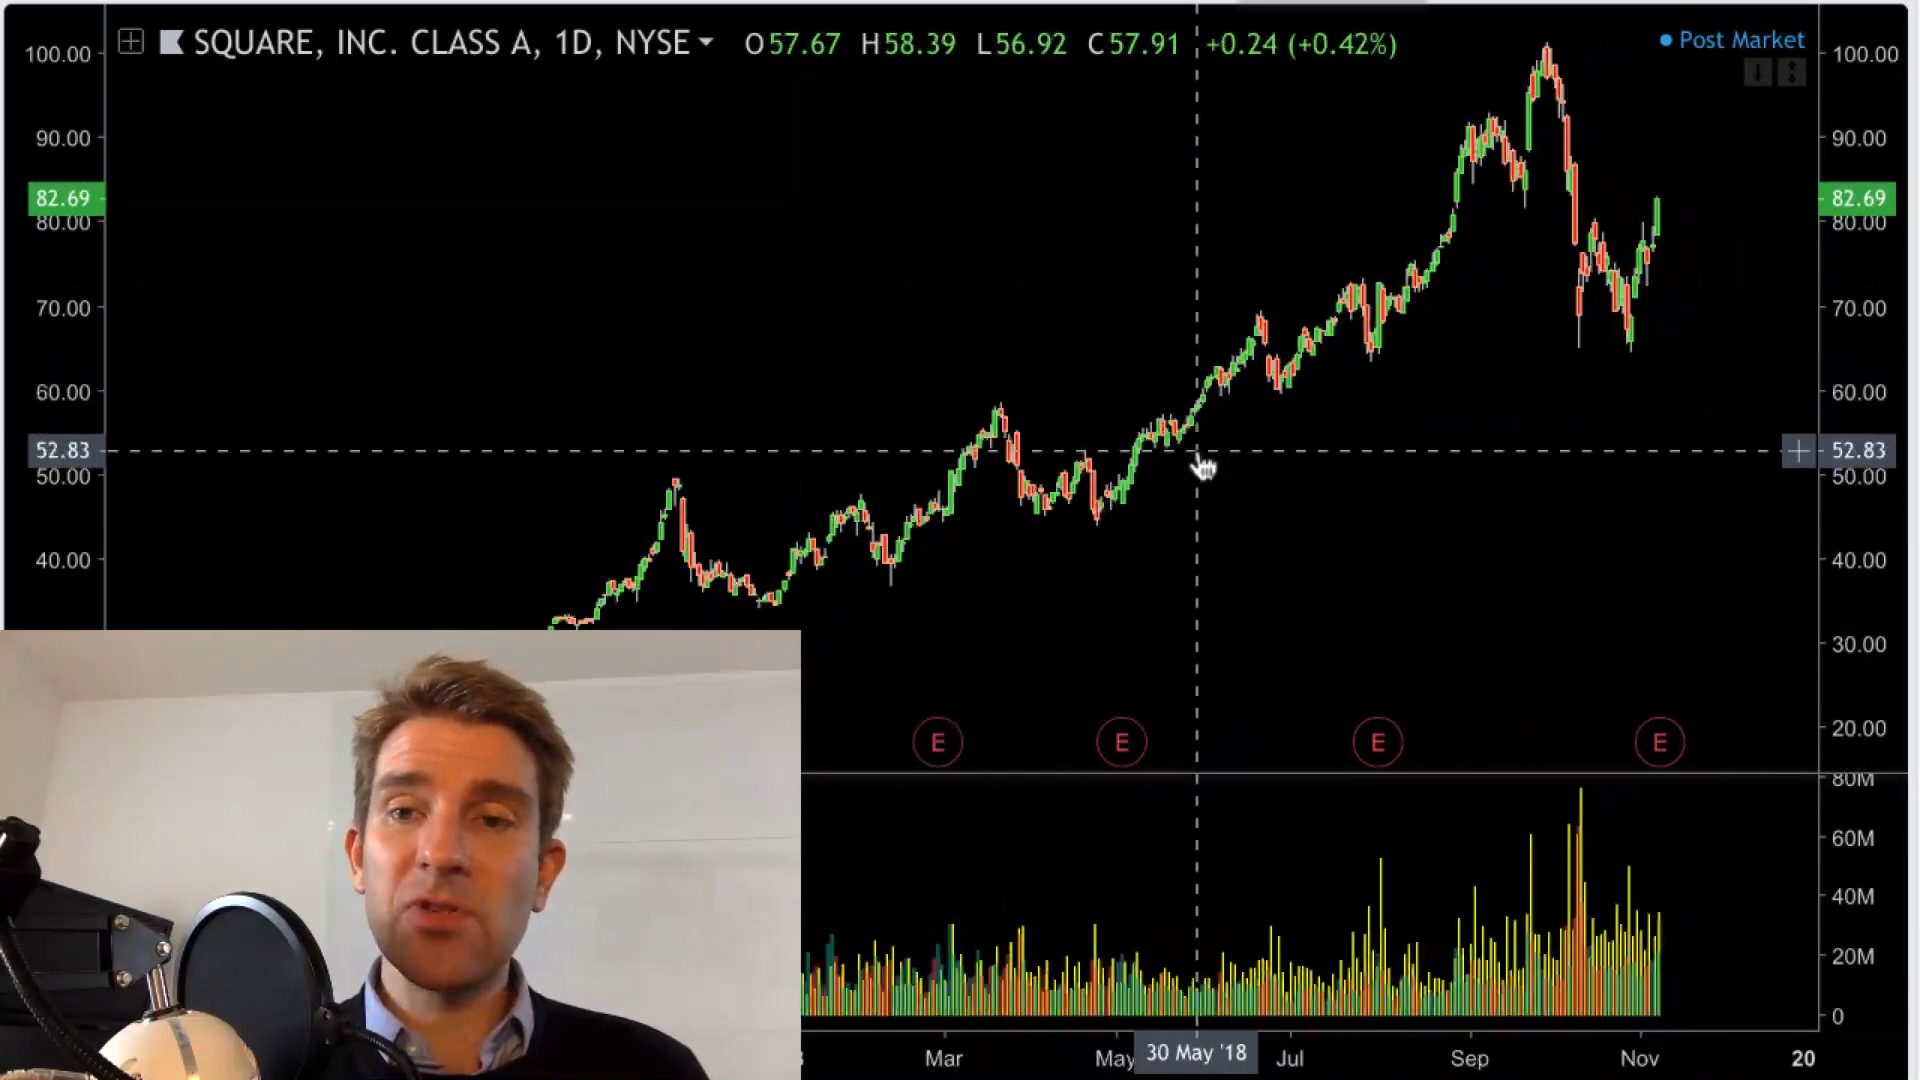 SQUARE, INC. CLASS A, 1D, NYSE O57.67 H58.39 L56.92 C57.91 +0.24 (+0.42%)
Post Market
100.00
90.00
82.69
80.00
70.00
60.00
52.83
50.00
40.00
100.00
90.00
82.69
80.00
70.00
60.00
52.83
50.00
40.00
30.00
20.00
E E E E
80M
60M
40M
20M
0
Mar May 30 May '18 Jul Sep Nov 20